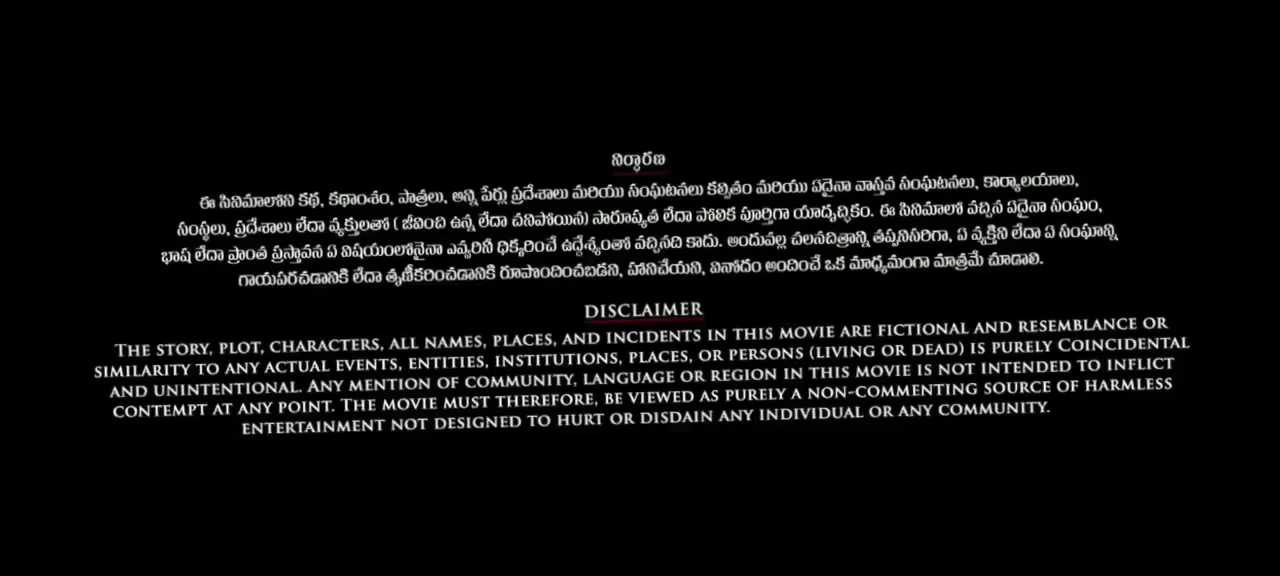 నిర్ధారణ
ఈ సినిమాలోని కథ, కథాంశం, పాత్రలు, అన్ని పేర్లు ప్రదేశాలు మరియు సంఘటనలు కల్పితం మరియు ఏదైనా వాస్తవ సంఘటనలు, కార్యాలయాలు,
సంస్థలు, ప్రదేశాలు లేదా వ్యక్తులతో ( జీవించి ఉన్న లేదా చనిపోయిన) సారూప్యత లేదా పోలిక పూర్తిగా యాదృచ్ఛికం. ఈ సినిమాలో వచ్చిన ఏదైనా సంఘం,
భాష లేదా ప్రాంత ప్రస్తావన ఏ విషయంలోనైనా ఎవ్వరినీ ధిక్కరించే ఉద్దేశ్యంతో వచ్చినది కాదు. అందువల్ల చలనచిత్రాన్ని తప్పనిసరిగా, ఏ వ్యక్తిని లేదా ఏ సంఘాన్ని
గాయపరచడానికి లేదా తృణీకరించడానికి రూపొందించబడని, హానిచేయని, వినోదం అందించే ఒక మాధ్యమంగా మాత్రమే చూడాలి.
DISCLAIMER
THE STORY, PLOT, CHARACTERS, ALL NAMES, PLACES, AND INCIDENTS IN THIS MOVIE ARE FICTIONAL AND RESEMBLANCE OR
SIMILARITY TO ANY ACTUAL EVENTS, ENTITIES, INSTITUTIONS, PLACES, OR PERSONS (LIVING OR DEAD) IS PURELY COINCIDENTAL
AND UNINTENTIONAL. ANY MENTION OF COMMUNITY, LANGUAGE OR REGION IN THIS MOVIE IS NOT INTENDED TO INFLICT
CONTEMPT AT ANY POINT. THE MOVIE MUST THEREFORE, BE VIEWED AS PURELY A NON-COMMENTING SOURCE OF HARMLESS
ENTERTAINMENT NOT DESIGNED TO HURT OR DISDAIN ANY INDIVIDUAL OR ANY COMMUNITY.